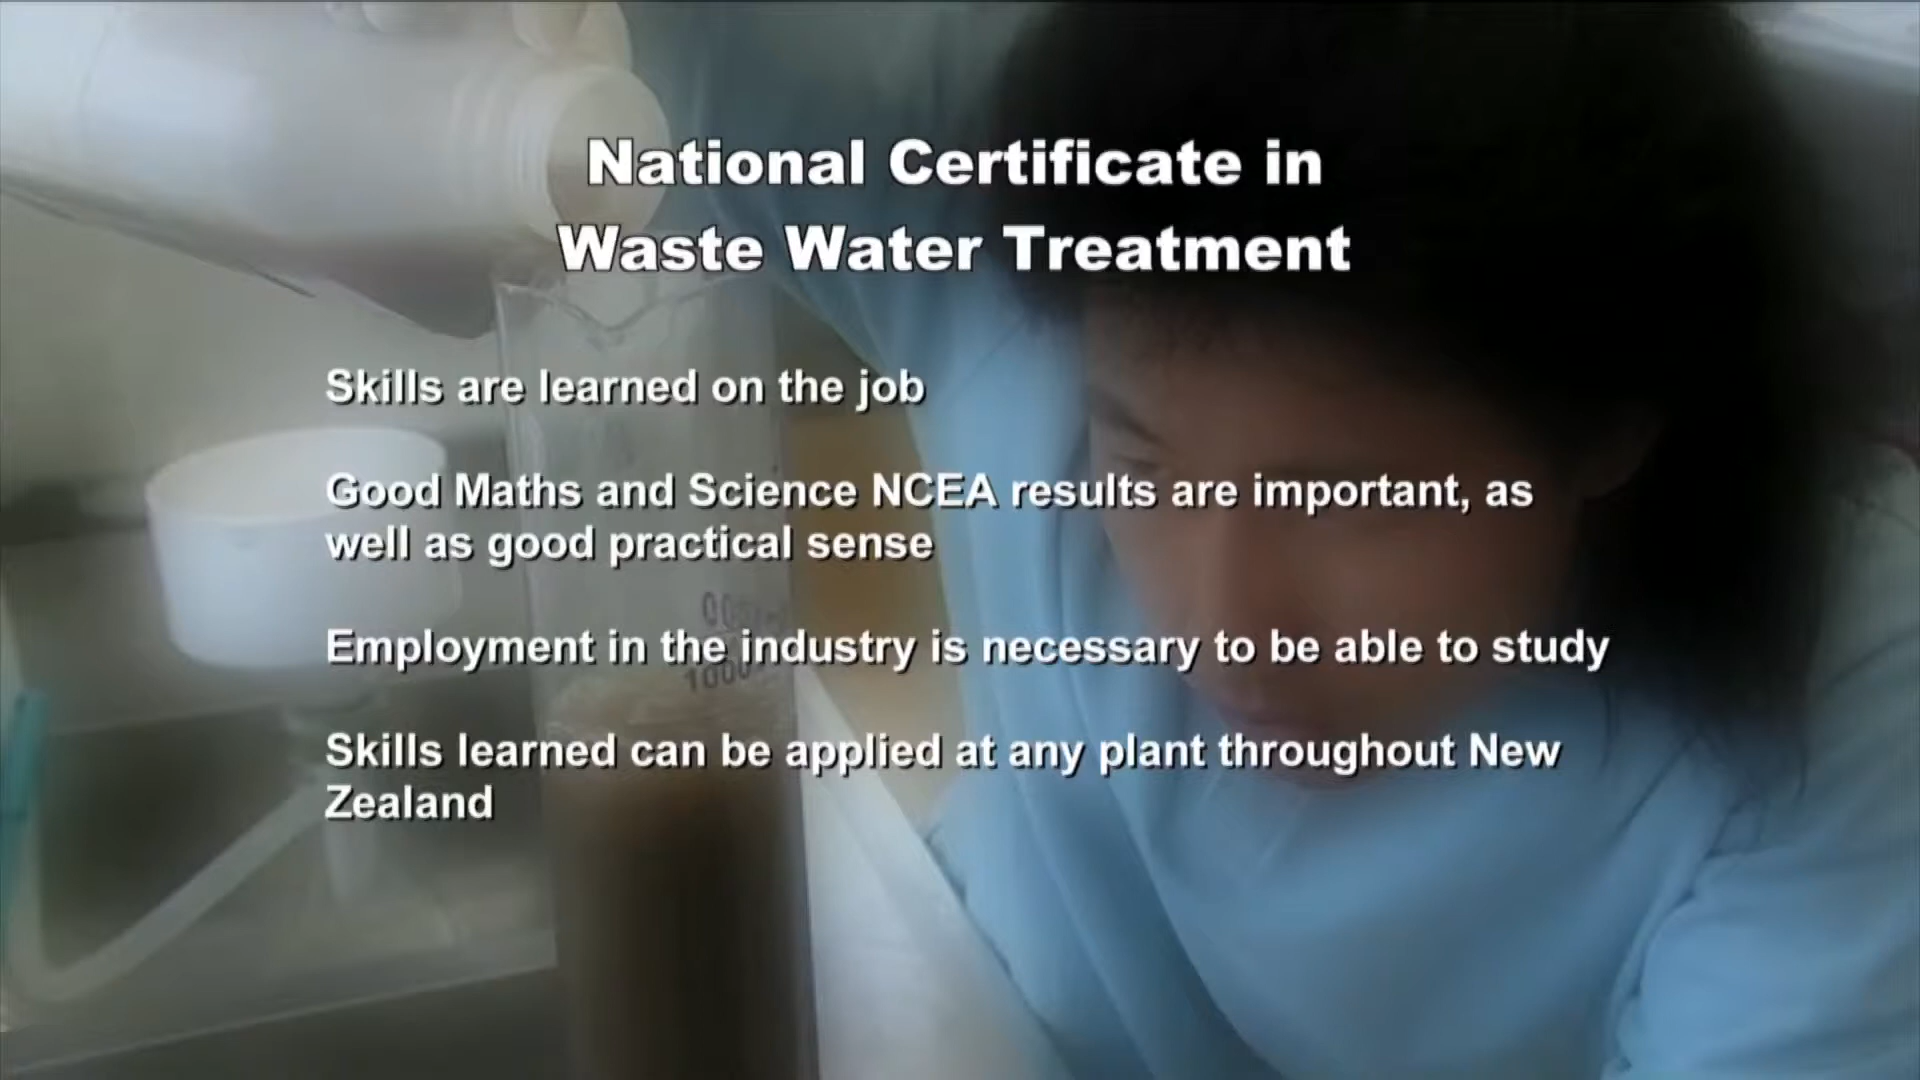 National Certificate in
Waste Water Treatment
Skills are learned on the job
Good Maths and Science NCEA results are important, as
well as good practical sense
Employment in the industry is necessary to be able to study
Skills learned can be applied at any plant throughout New
Zealand
1000